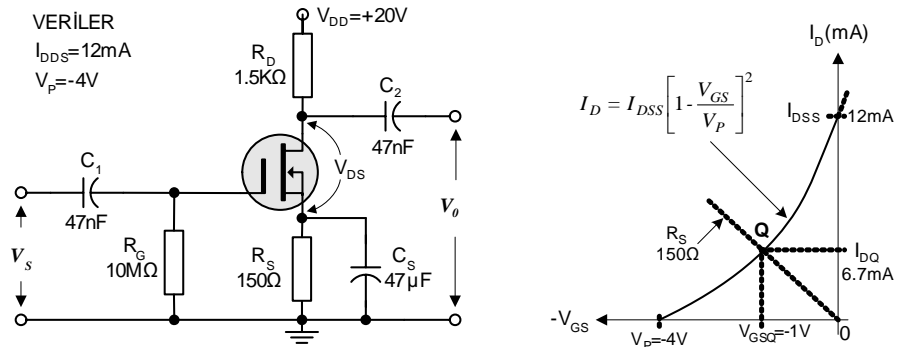 VERİLER
I_DDS=12mA
V_P=-4V
V_DD=+20V
R_D
1.5KΩ
C_2
47nF
V_DS
C_1
47nF
V_S
R_G
10MΩ
R_S
150Ω
C_S
47µF
V_0
I_D(mA)
I_D = I_DSS[1-V_GS/V_P]^2
I_DSS
12mA
R_S
150Ω
Q
I_DQ
6.7mA
-V_GS
V_P=-4V
V_GSQ=-1V
0